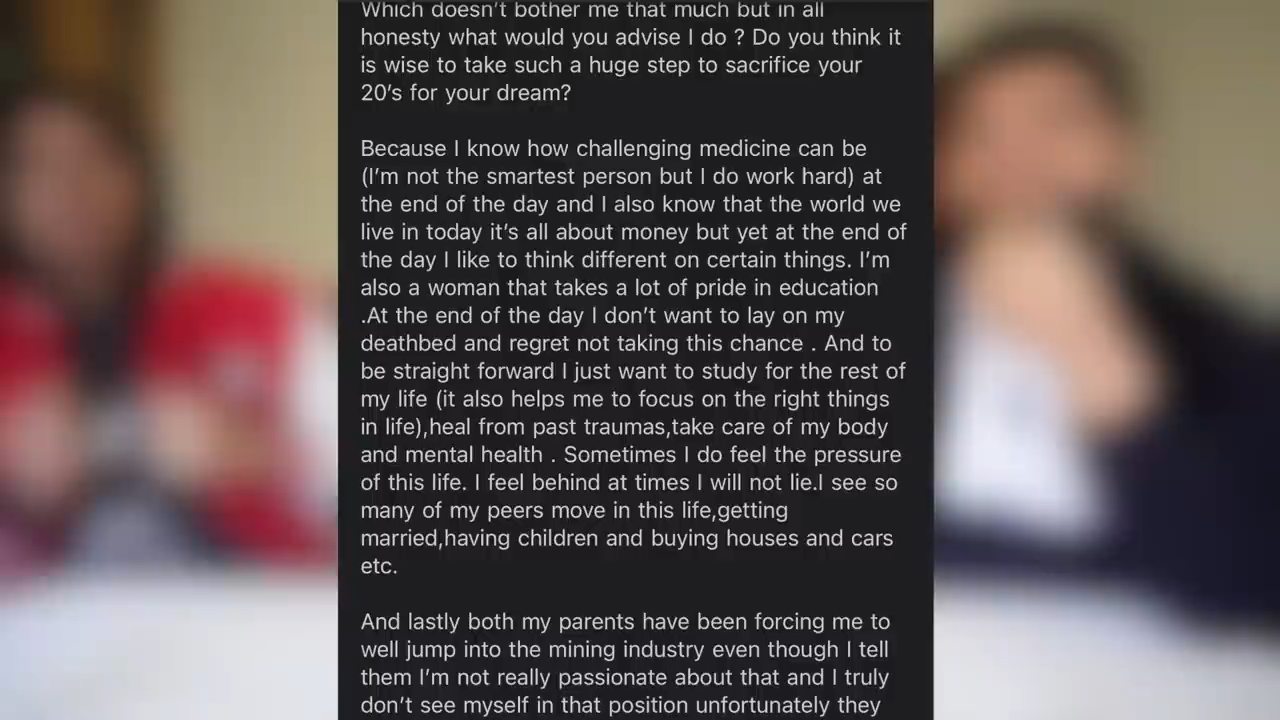 Which doesn't bother me that much but in all
honesty what would you advise I do ? Do you think it
is wise to take such a huge step to sacrifice your
20's for your dream?
Because I know how challenging medicine can be
(I'm not the smartest person but I do work hard) at
the end of the day and I also know that the world we
live in today it's all about money but yet at the end of
the day I like to think different on certain things. I'm
also a woman that takes a lot of pride in education
.At the end of the day I don't want to lay on my
deathbed and regret not taking this chance . And to
be straight forward I just want to study for the rest of
my life (it also helps me to focus on the right things
in life),heal from past traumas,take care of my body
and mental health . Sometimes I do feel the pressure
of this life. I feel behind at times I will not lie.I see so
many of my peers move in this life,getting
married,having children and buying houses and cars
etc.
And lastly both my parents have been forcing me to
well jump into the mining industry even though I tell
them I'm not really passionate about that and I truly
don't see myself in that position unfortunately they